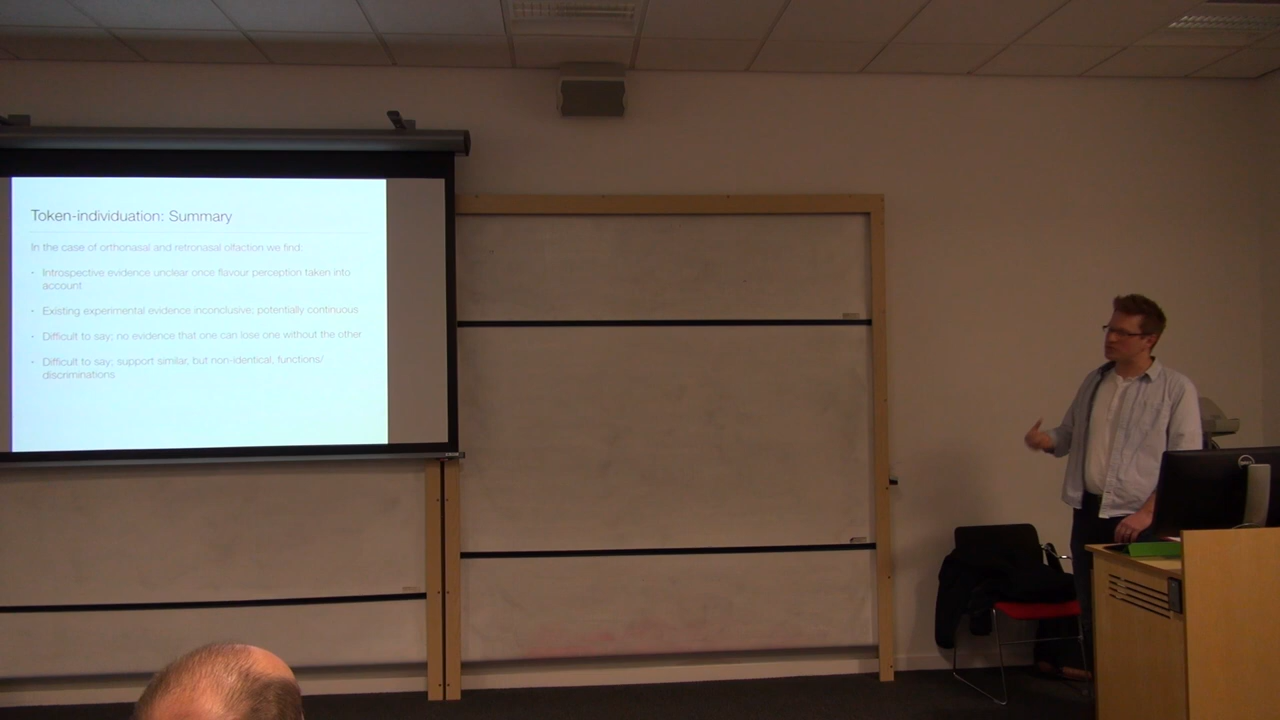 Token-individuation: Summary
In the case of orthonasal and retronasal olfaction we find:
· Introspective evidence unclear once flavour perception taken into
account
· Existing experimental evidence inconclusive; potentially continuous
· Difficult to say; no evidence that one can lose one without the other
· Difficult to say; support similar, but non-identical, functions/
discriminations